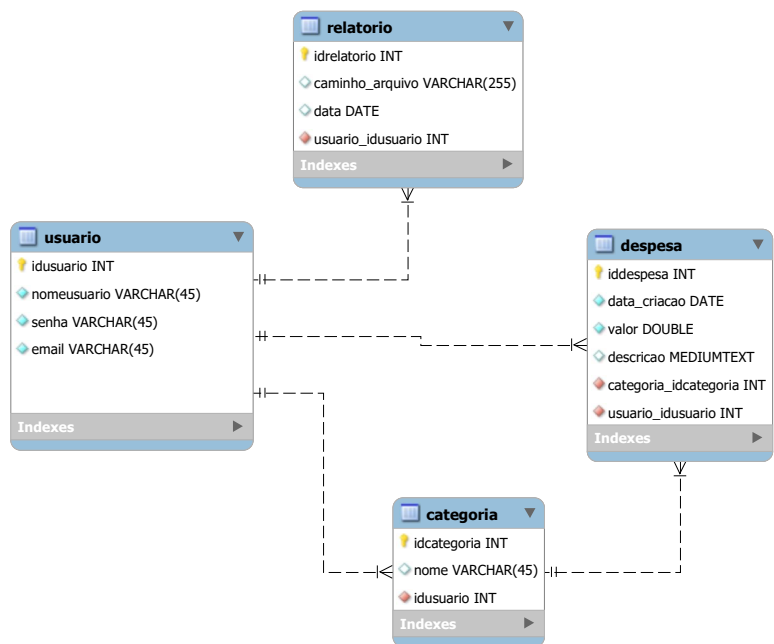 relatorio
idrelatorio INT
caminho_arquivo VARCHAR(255)
data DATE
usuario_idusuario INT
Indexes
usuario
idusuario INT
nomeusuario VARCHAR(45)
senha VARCHAR(45)
email VARCHAR(45)
Indexes
despesa
iddespesa INT
data_criacao DATE
valor DOUBLE
descricao MEDIUMTEXT
categoria_idcategoria INT
usuario_idusuario INT
Indexes
categoria
idcategoria INT
nome VARCHAR(45)
idusuario INT
Indexes